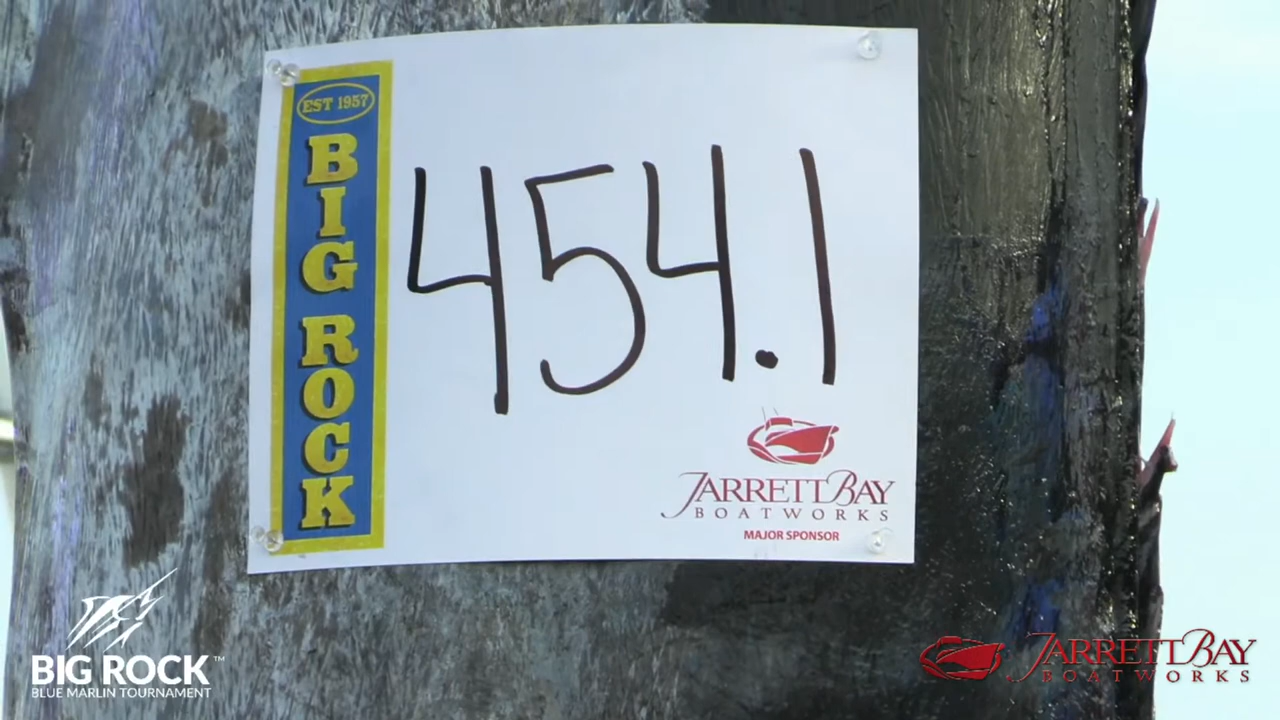 EST 1957
BIG ROCK
454.1
JARRETT BAY
BOATWORKS
MAJOR SPONSOR
BIG ROCK™
BLUE MARLIN TOURNAMENT
JARRETT BAY
BOATWORKS